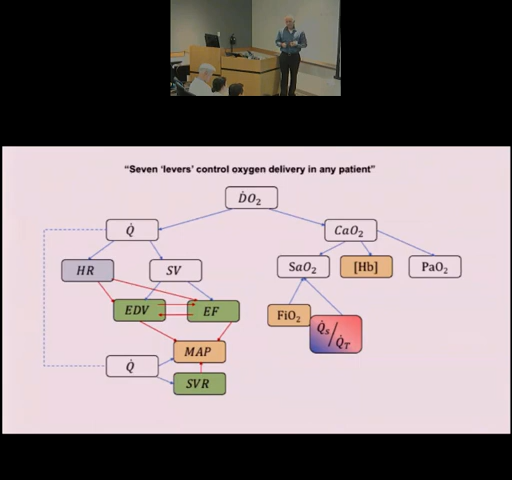 "Seven 'levers' control oxygen delivery in any patient"
ḊO₂
Q̇
CaO₂
HR
SV
SaO₂
[Hb]
PaO₂
EDV
EF
FiO₂
Q̇s/Q̇T
MAP
Q̇
SVR